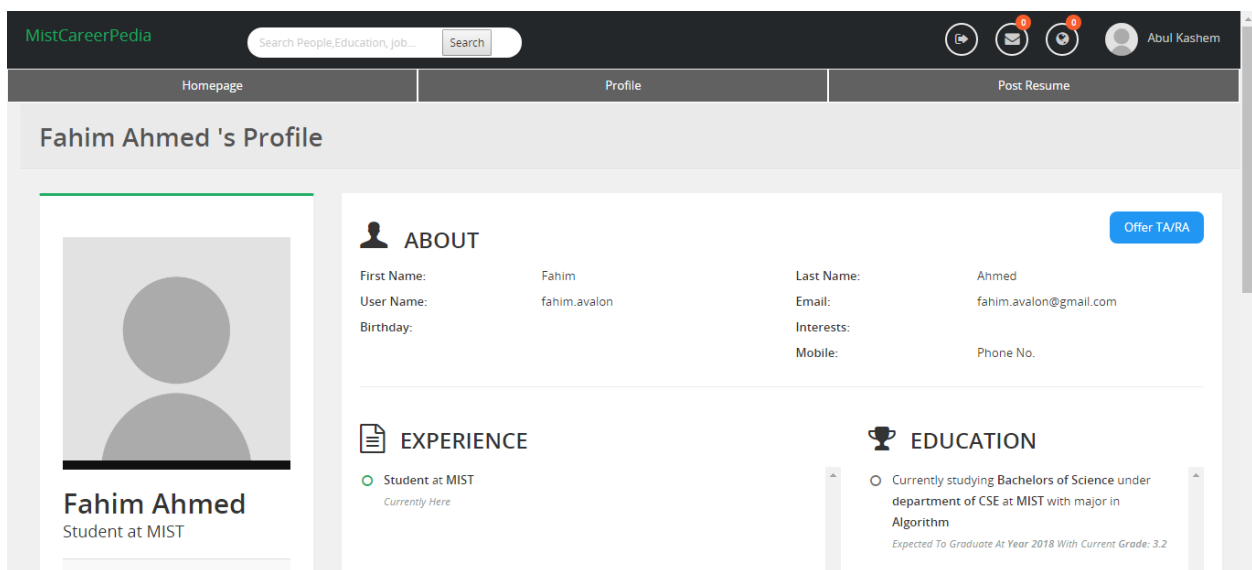 MistCareerPedia
Search People,Education, job...
Search
0
0
Abul Kashem
Homepage
Profile
Post Resume
Fahim Ahmed 's Profile
Fahim Ahmed
Student at MIST
ABOUT
Offer TA/RA
First Name: Fahim
Last Name: Ahmed
User Name: fahim.avalon
Email: fahim.avalon@gmail.com
Birthday:
Interests:
Mobile: Phone No.
EXPERIENCE
Student at MIST
Currently Here
EDUCATION
Currently studying Bachelors of Science under
department of CSE at MIST with major in
Algorithm
Expected To Graduate At Year 2018 With Current Grade: 3.2